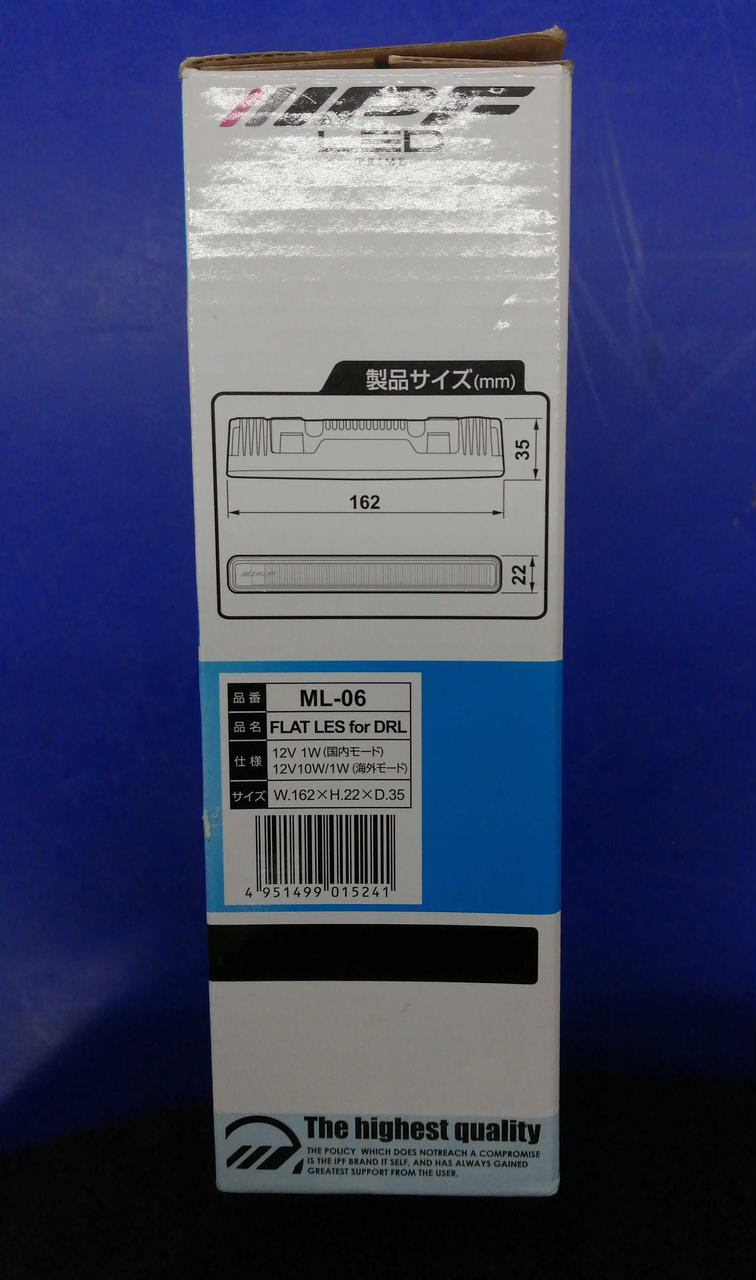 IPF
LED
PRIME
製品サイズ(mm)
35
162
22
品番 ML-06
品名 FLAT LES for DRL
仕様 12V 1W(国内モード)
12V10W/1W(海外モード)
サイズ W.162×H.22×D.35
4 951499 015241
The highest quality
THE POLICY WHICH DOES NOTREACH A COMPROMISE
IS THE IPF BRAND IT SELF, AND HAS ALWAYS GAINED
GREATEST SUPPORT FROM THE USER.